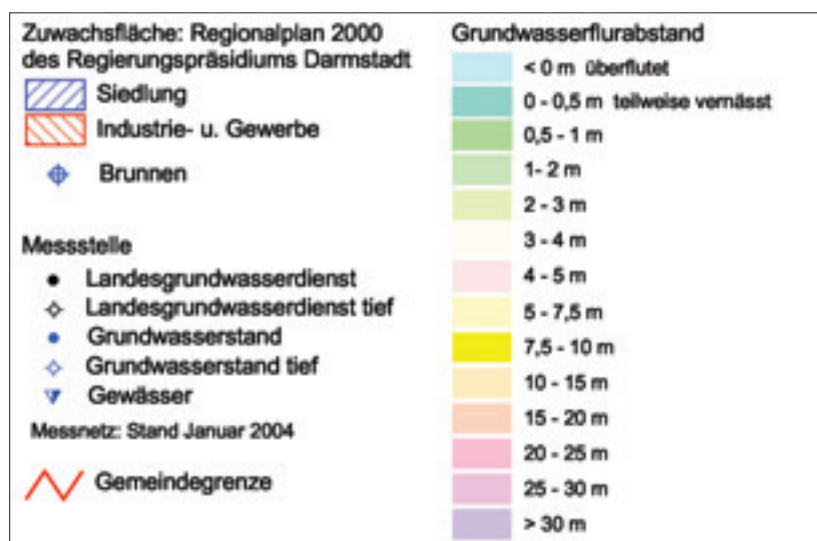 Zuwachsfläche: Regionalplan 2000
des Regierungspräsidiums Darmstadt
Siedlung
Industrie- u. Gewerbe
Brunnen
Messstelle
Landesgrundwasserdienst
Landesgrundwasserdienst tief
Grundwasserstand
Grundwasserstand tief
Gewässer
Messnetz: Stand Januar 2004
Gemeindegrenze
Grundwasserflurabstand
< 0 m überflutet
0 - 0,5 m teilweise vernässt
0,5 - 1 m
1- 2 m
2 - 3 m
3 - 4 m
4 - 5 m
5 - 7,5 m
7,5 - 10 m
10 - 15 m
15 - 20 m
20 - 25 m
25 - 30 m
> 30 m